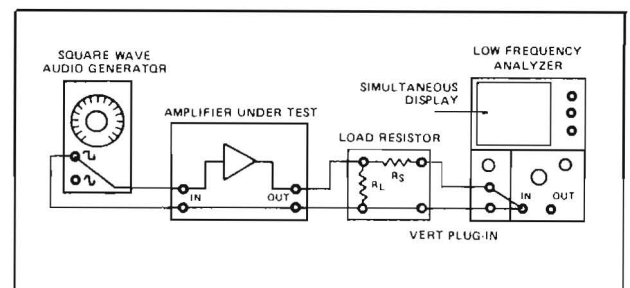 SQUARE WAVE
AUDIO GENERATOR
LOW FREQUENCY
ANALYZER
SIMULTANEOUS
DISPLAY
AMPLIFIER UNDER TEST
LOAD RESISTOR
RS
RL
IN
OUT
IN
OUT
VERT PLUG-IN